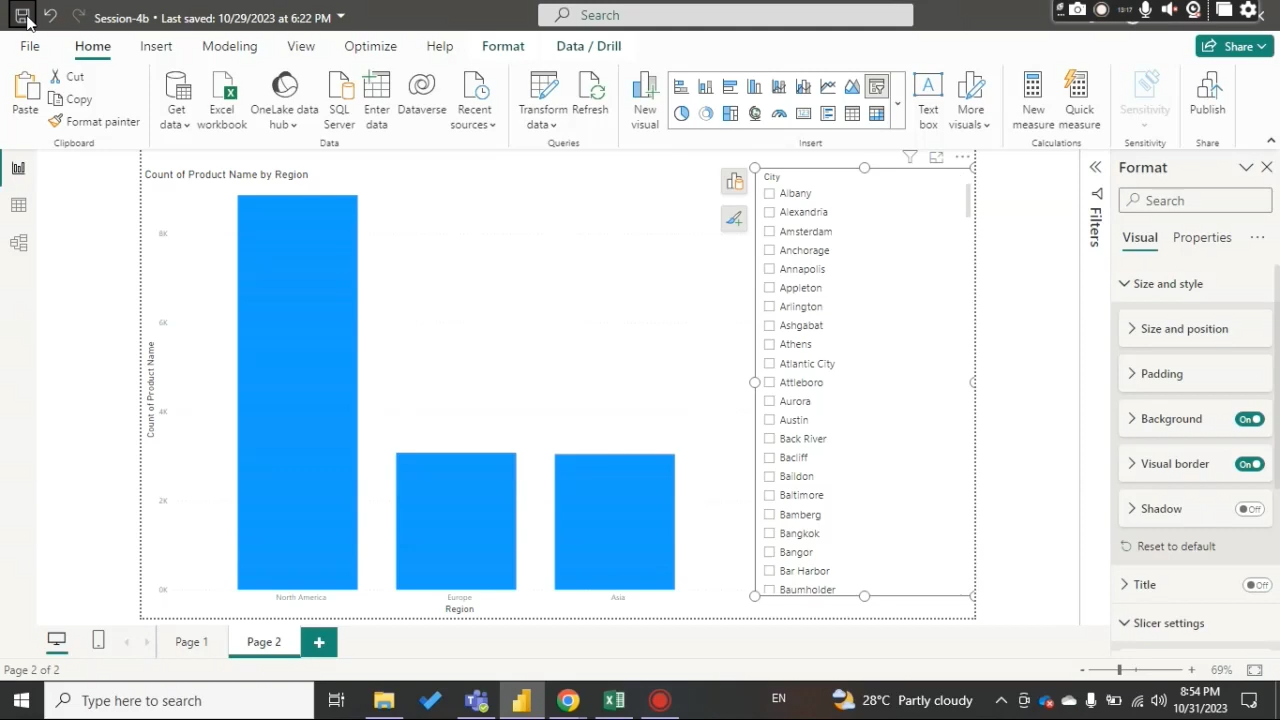 Session-4b • Last saved: 10/29/2023 at 6:22 PM
Search
13:17
File
Home
Insert
Modeling
View
Optimize
Help
Format
Data / Drill
Share
Paste
Cut
Copy
Format painter
Clipboard
Get data
Excel workbook
OneLake data hub
SQL Server
Enter data
Dataverse
Recent sources
Data
Transform data
Refresh
Queries
New visual
Text box
More visuals
Insert
New measure
Quick measure
Calculations
Sensitivity
Sensitivity
Publish
Share
Count of Product Name by Region
Count of Product Name
8K
6K
4K
2K
0K
North America
Europe
Asia
Region
City
Albany
Alexandria
Amsterdam
Anchorage
Annapolis
Appleton
Arlington
Ashgabat
Athens
Atlantic City
Attleboro
Aurora
Austin
Back River
Bacliff
Baildon
Baltimore
Bamberg
Bangkok
Bangor
Bar Harbor
Baumholder
Filters
Format
Search
Visual
Properties
Size and style
Size and position
Padding
Background
On
Visual border
On
Shadow
Off
Reset to default
Title
Off
Slicer settings
Page 1
Page 2
Page 2 of 2
69%
Type here to search
EN
28°C Partly cloudy
8:54 PM
10/31/2023